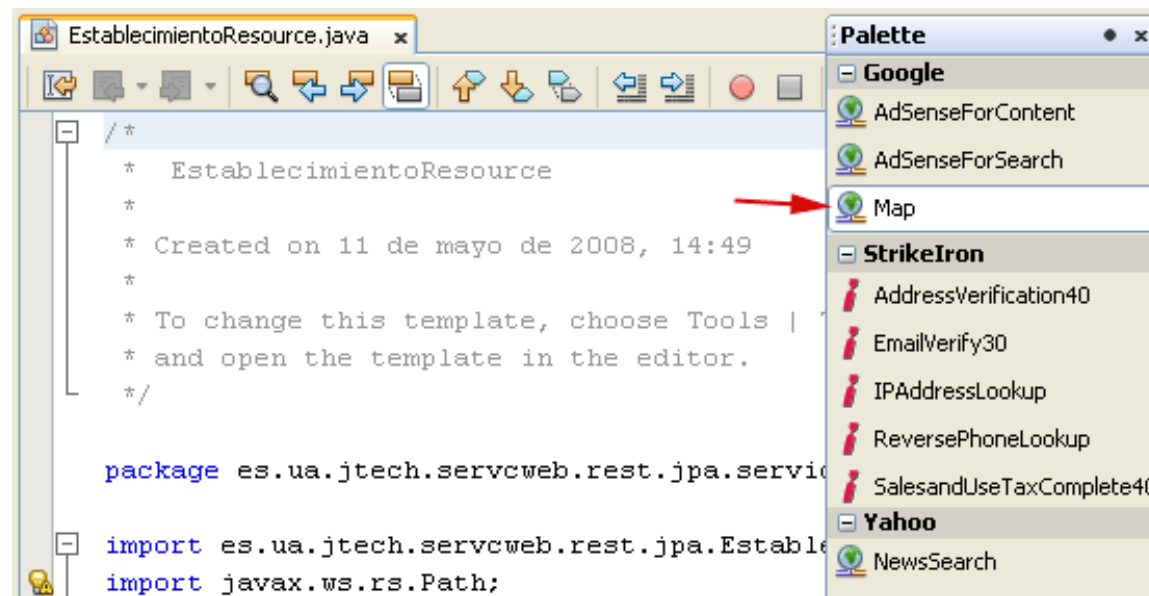 EstablecimientoResource.java
/*
* EstablecimientoResource
*
* Created on 11 de mayo de 2008, 14:49
*
* To change this template, choose Tools |
* and open the template in the editor.
*/
package es.ua.jtech.servcweb.rest.jpa.servic
import es.ua.jtech.servcweb.rest.jpa.Estable
import javax.ws.rs.Path;
Palette
Google
AdSenseForContent
AdSenseForSearch
Map
StrikeIron
AddressVerification40
EmailVerify30
IPAddressLookup
ReversePhoneLookup
SalesandUseTaxComplete40
Yahoo
NewsSearch